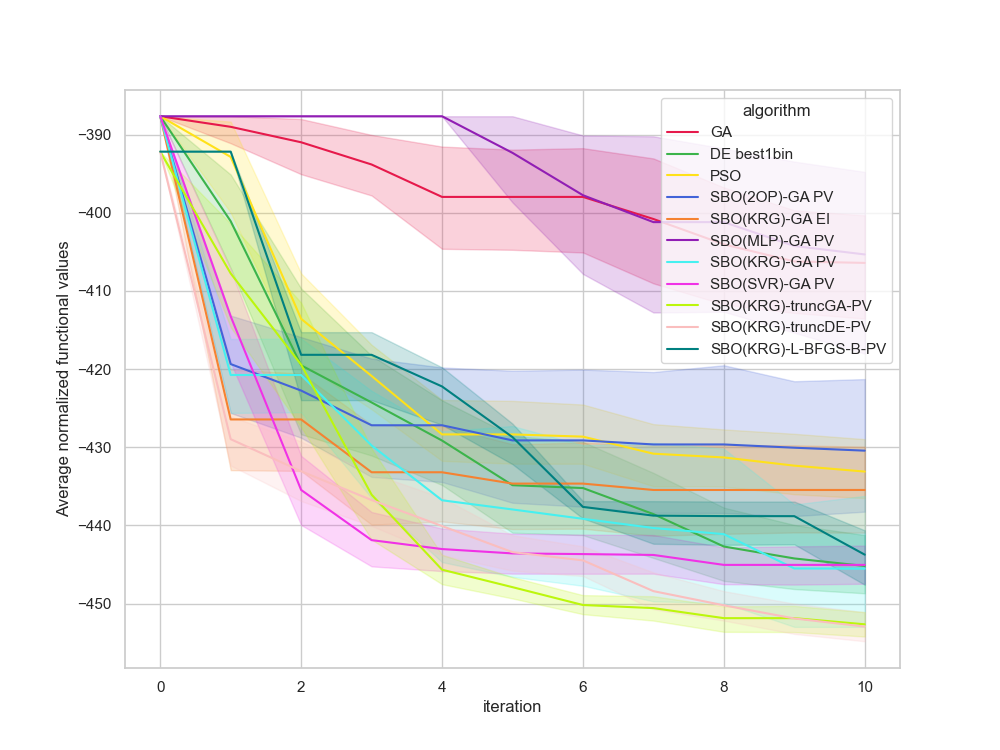 algorithm
GA
DE best1bin
PSO
SBO(2OP)-GA PV
SBO(KRG)-GA EI
SBO(MLP)-GA PV
SBO(KRG)-GA PV
SBO(SVR)-GA PV
SBO(KRG)-truncGA-PV
SBO(KRG)-truncDE-PV
SBO(KRG)-L-BFGS-B-PV
Average normalized functional values
−390
−400
−410
−420
−430
−440
−450
0 2 4 6 8 10
iteration